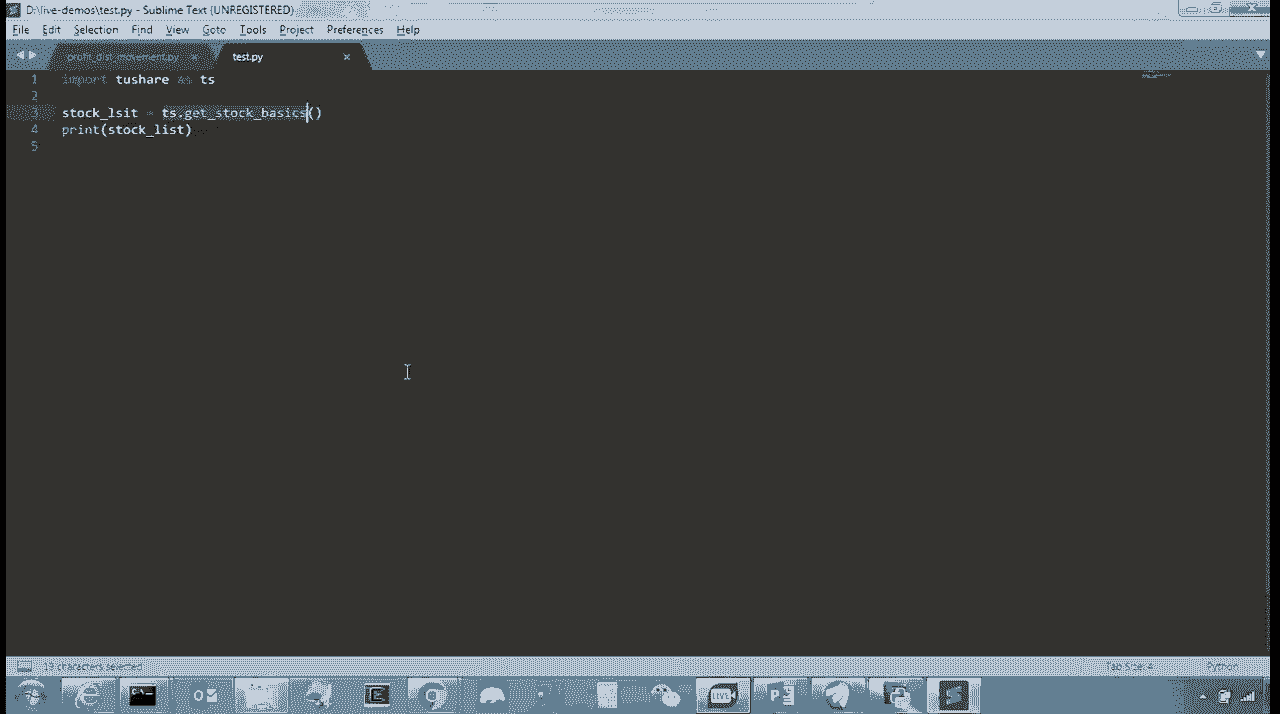 D:\live-demos\test.py - Sublime Text (UNREGISTERED)
File Edit Selection Find View Goto Tools Project Preferences Help
profit_dist_movement.py × test.py ×
1 import tushare as ts
2
3 stock_lsit = ts.get_stock_basics()
4 print(stock_list)
5
19 characters selected Tab Size: 4 Python
LIVE